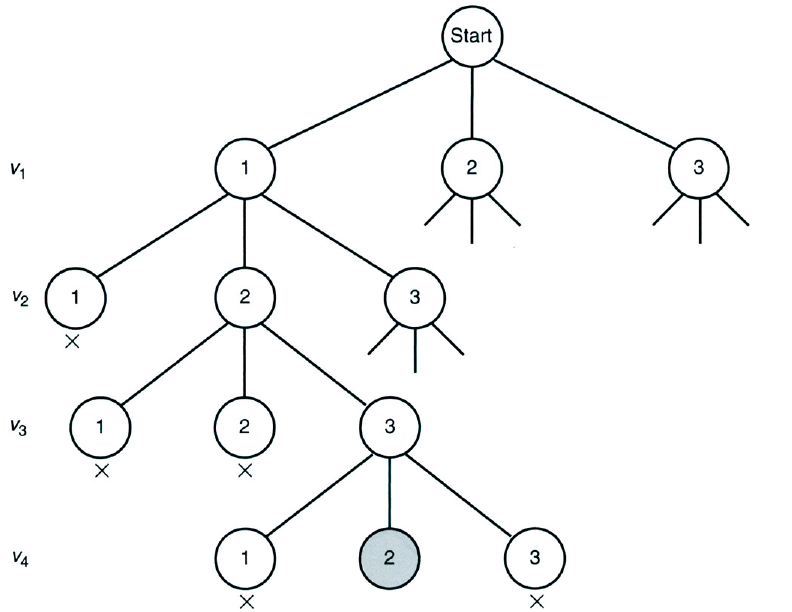 Start
v1 1 2 3
v2 1 2 3
×
v3 1 2 3
× ×
v4 1 2 3
× ×